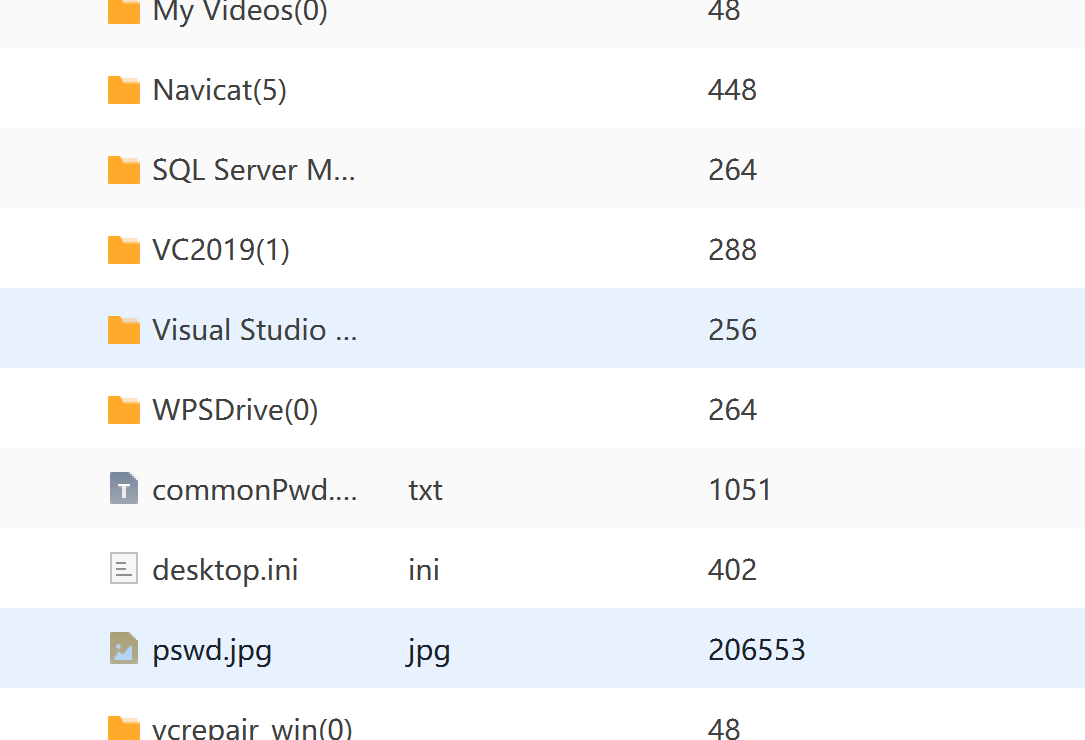 My Videos(0) 48
Navicat(5) 448
SQL Server M... 264
VC2019(1) 288
Visual Studio ... 256
WPSDrive(0) 264
commonPwd.... txt 1051
desktop.ini ini 402
pswd.jpg jpg 206553
vcrepair_win(0) 48